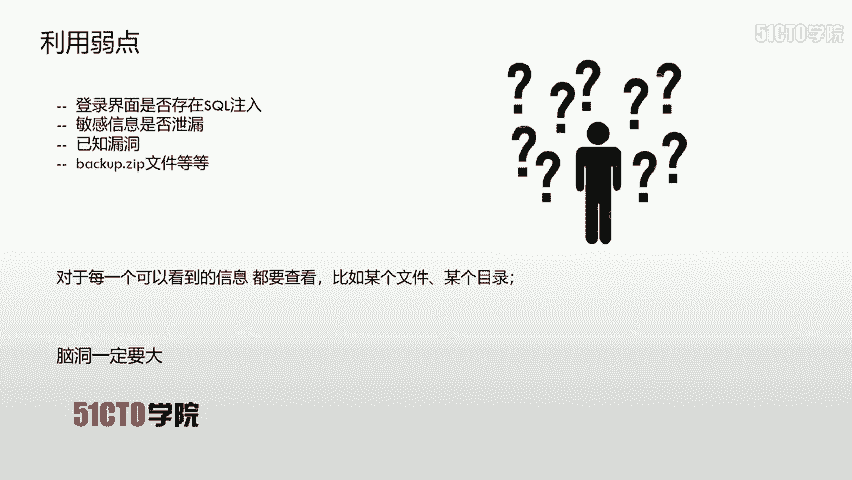 利用弱点
51CTO学院
-- 登录界面是否存在SQL注入
-- 敏感信息是否泄漏
-- 已知漏洞
-- backup.zip文件等等
? ? ? ? ? ? ? ? ?
对于每一个可以看到的信息 都要查看，比如某个文件、某个目录；
脑洞一定要大
51CTO学院